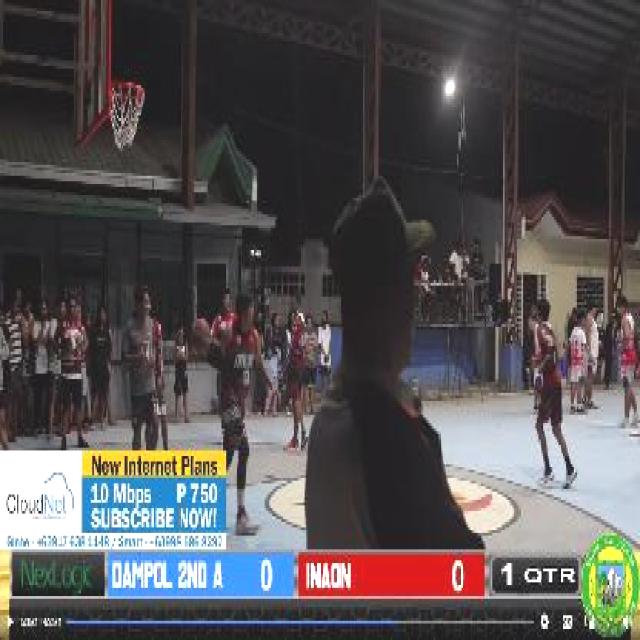 New Internet Plans
CloudNet
10 Mbps P 750
SUBSCRIBE NOW!
NexLogic DAMPOL 2ND A 0 INAON 0 1 QTR